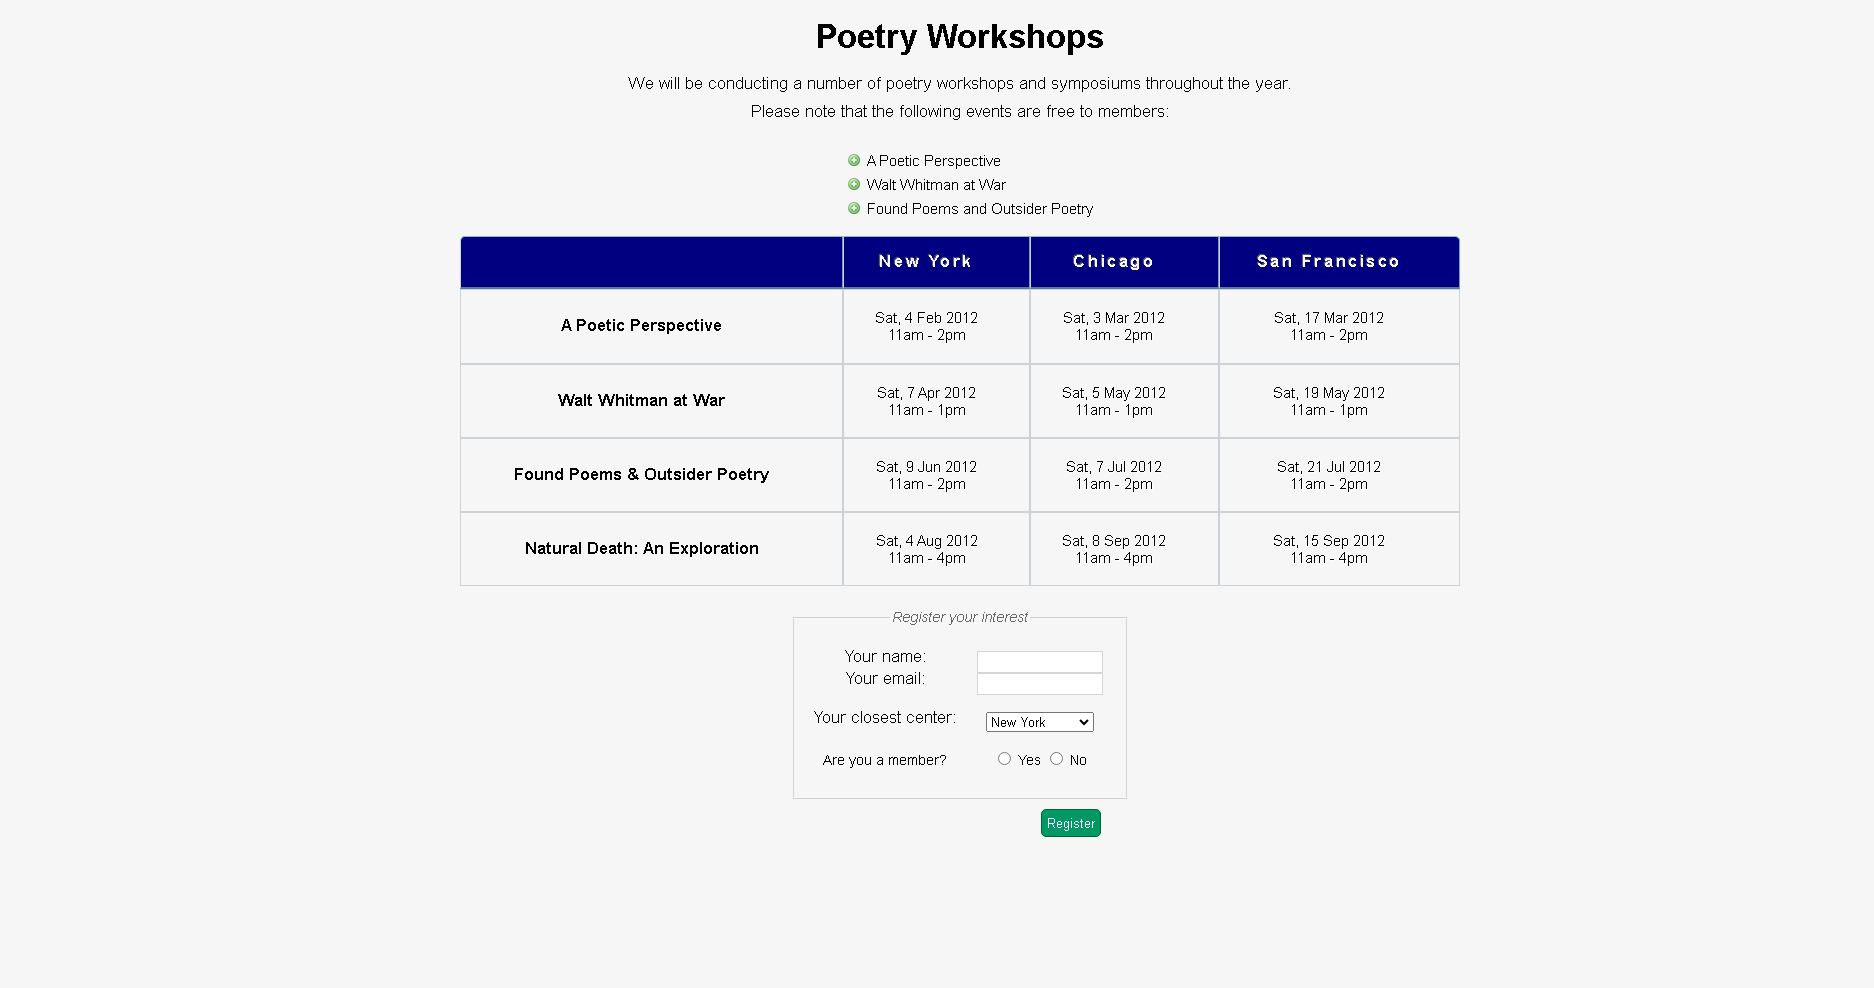 Poetry Workshops
We will be conducting a number of poetry workshops and symposiums throughout the year.
Please note that the following events are free to members:
A Poetic Perspective
Walt Whitman at War
Found Poems and Outsider Poetry
New York Chicago San Francisco
A Poetic Perspective
Sat, 4 Feb 2012
11am - 2pm
Sat, 3 Mar 2012
11am - 2pm
Sat, 17 Mar 2012
11am - 2pm
Walt Whitman at War
Sat, 7 Apr 2012
11am - 1pm
Sat, 5 May 2012
11am - 1pm
Sat, 19 May 2012
11am - 1pm
Found Poems & Outsider Poetry
Sat, 9 Jun 2012
11am - 2pm
Sat, 7 Jul 2012
11am - 2pm
Sat, 21 Jul 2012
11am - 2pm
Natural Death: An Exploration
Sat, 4 Aug 2012
11am - 4pm
Sat, 8 Sep 2012
11am - 4pm
Sat, 15 Sep 2012
11am - 4pm
Register your interest
Your name:
Your email:
Your closest center: New York
Are you a member? Yes No
Register